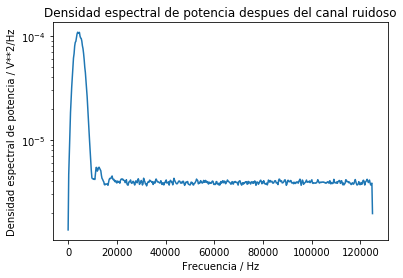 Densidad espectral de potencia despues del canal ruidoso
Densidad espectral de potencia / V**2/Hz
10⁻⁴
10⁻⁵
0 20000 40000 60000 80000 100000 120000
Frecuencia / Hz